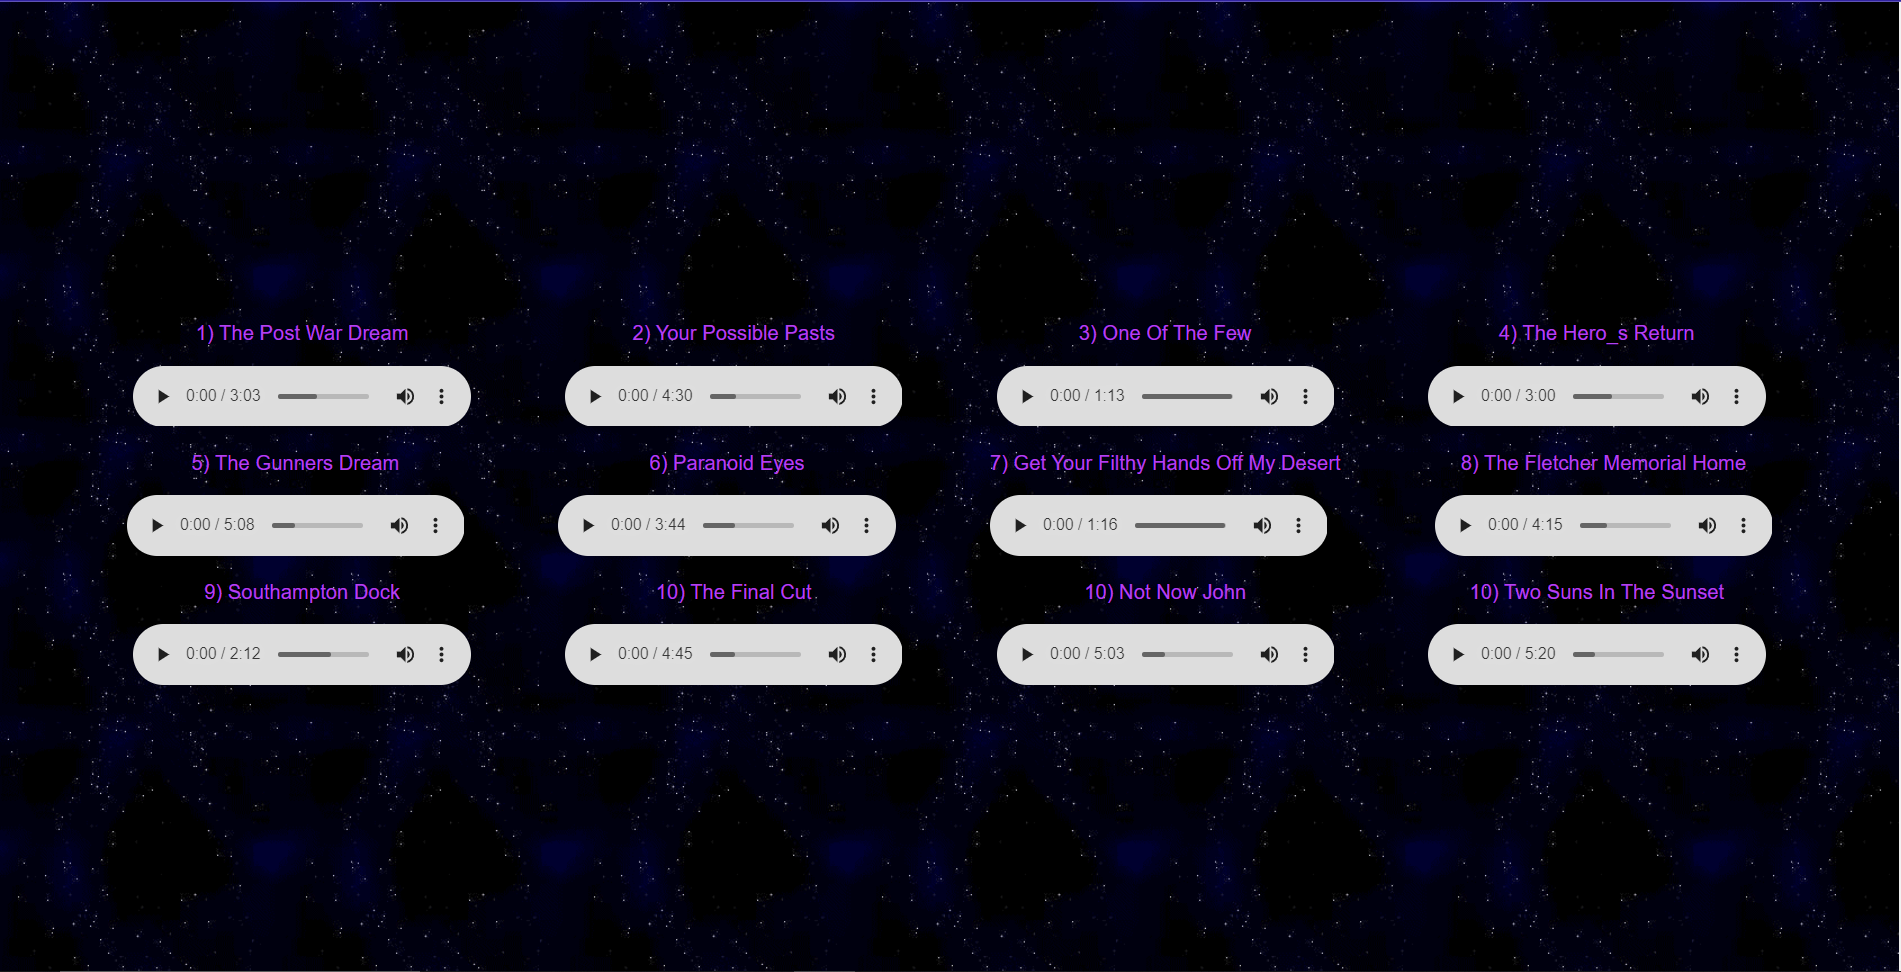 1) The Post War Dream
2) Your Possible Pasts
3) One Of The Few
4) The Hero_s Return
0:00 / 3:03
0:00 / 4:30
0:00 / 1:13
0:00 / 3:00
5) The Gunners Dream
6) Paranoid Eyes
7) Get Your Filthy Hands Off My Desert
8) The Fletcher Memorial Home
0:00 / 5:08
0:00 / 3:44
0:00 / 1:16
0:00 / 4:15
9) Southampton Dock
10) The Final Cut
10) Not Now John
10) Two Suns In The Sunset
0:00 / 2:12
0:00 / 4:45
0:00 / 5:03
0:00 / 5:20